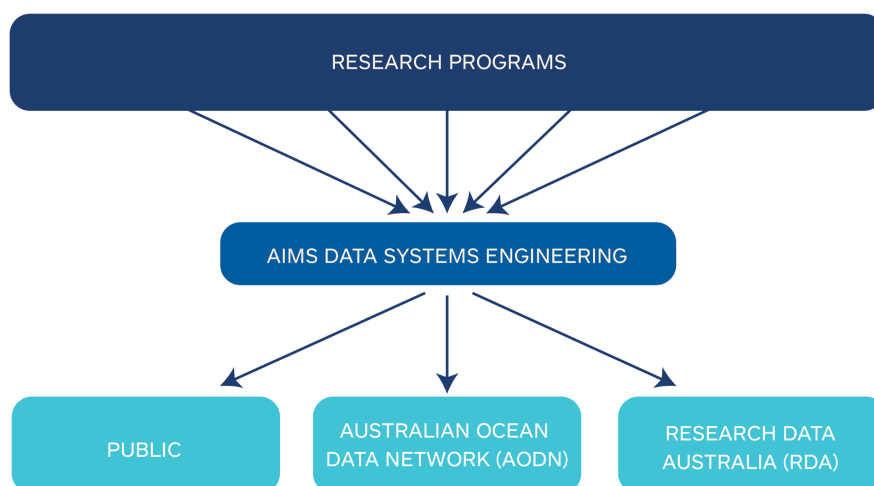 RESEARCH PROGRAMS
AIMS DATA SYSTEMS ENGINEERING
PUBLIC
AUSTRALIAN OCEAN
DATA NETWORK (AODN)
RESEARCH DATA
AUSTRALIA (RDA)